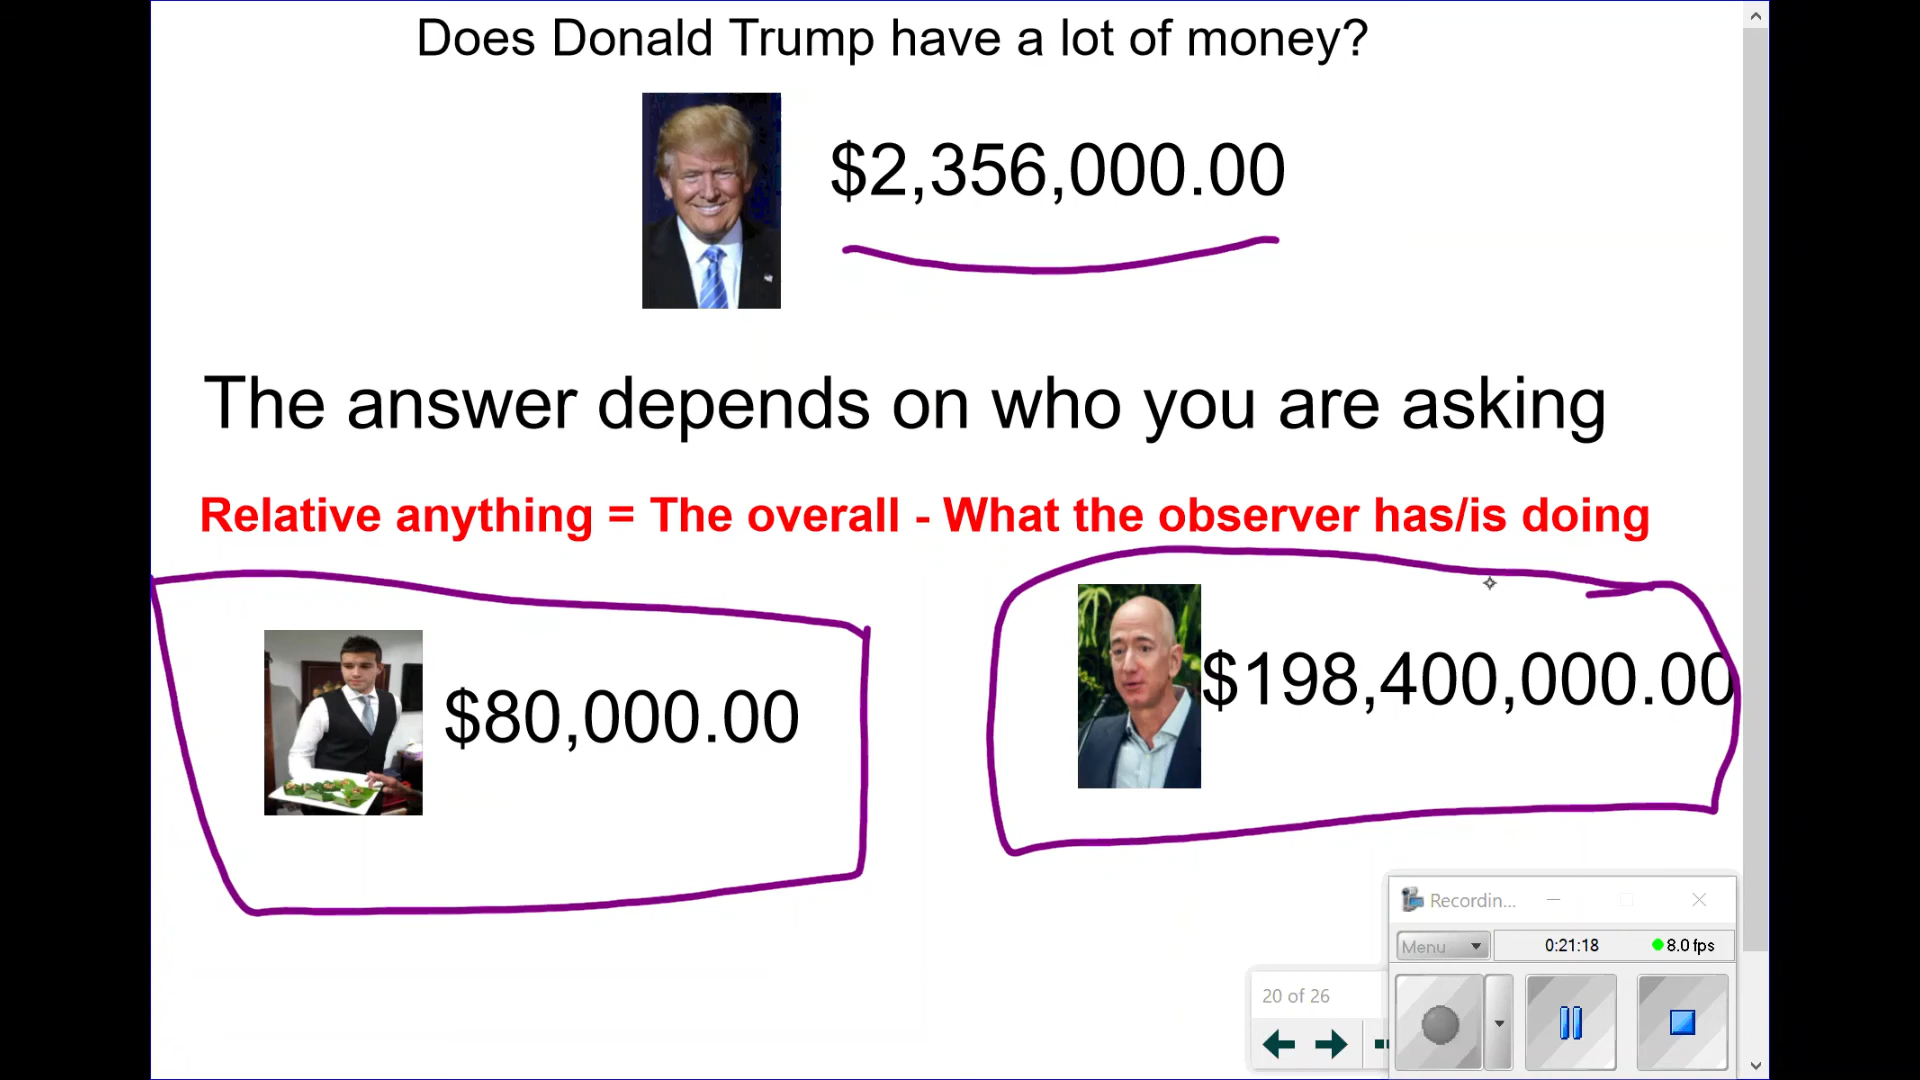 Does Donald Trump have a lot of money?
$2,356,000.00
The answer depends on who you are asking
Relative anything = The overall - What the observer has/is doing
$80,000.00
$198,400,000.00
Recordin...
Menu
0:21:18
8.0 fps
20 of 26